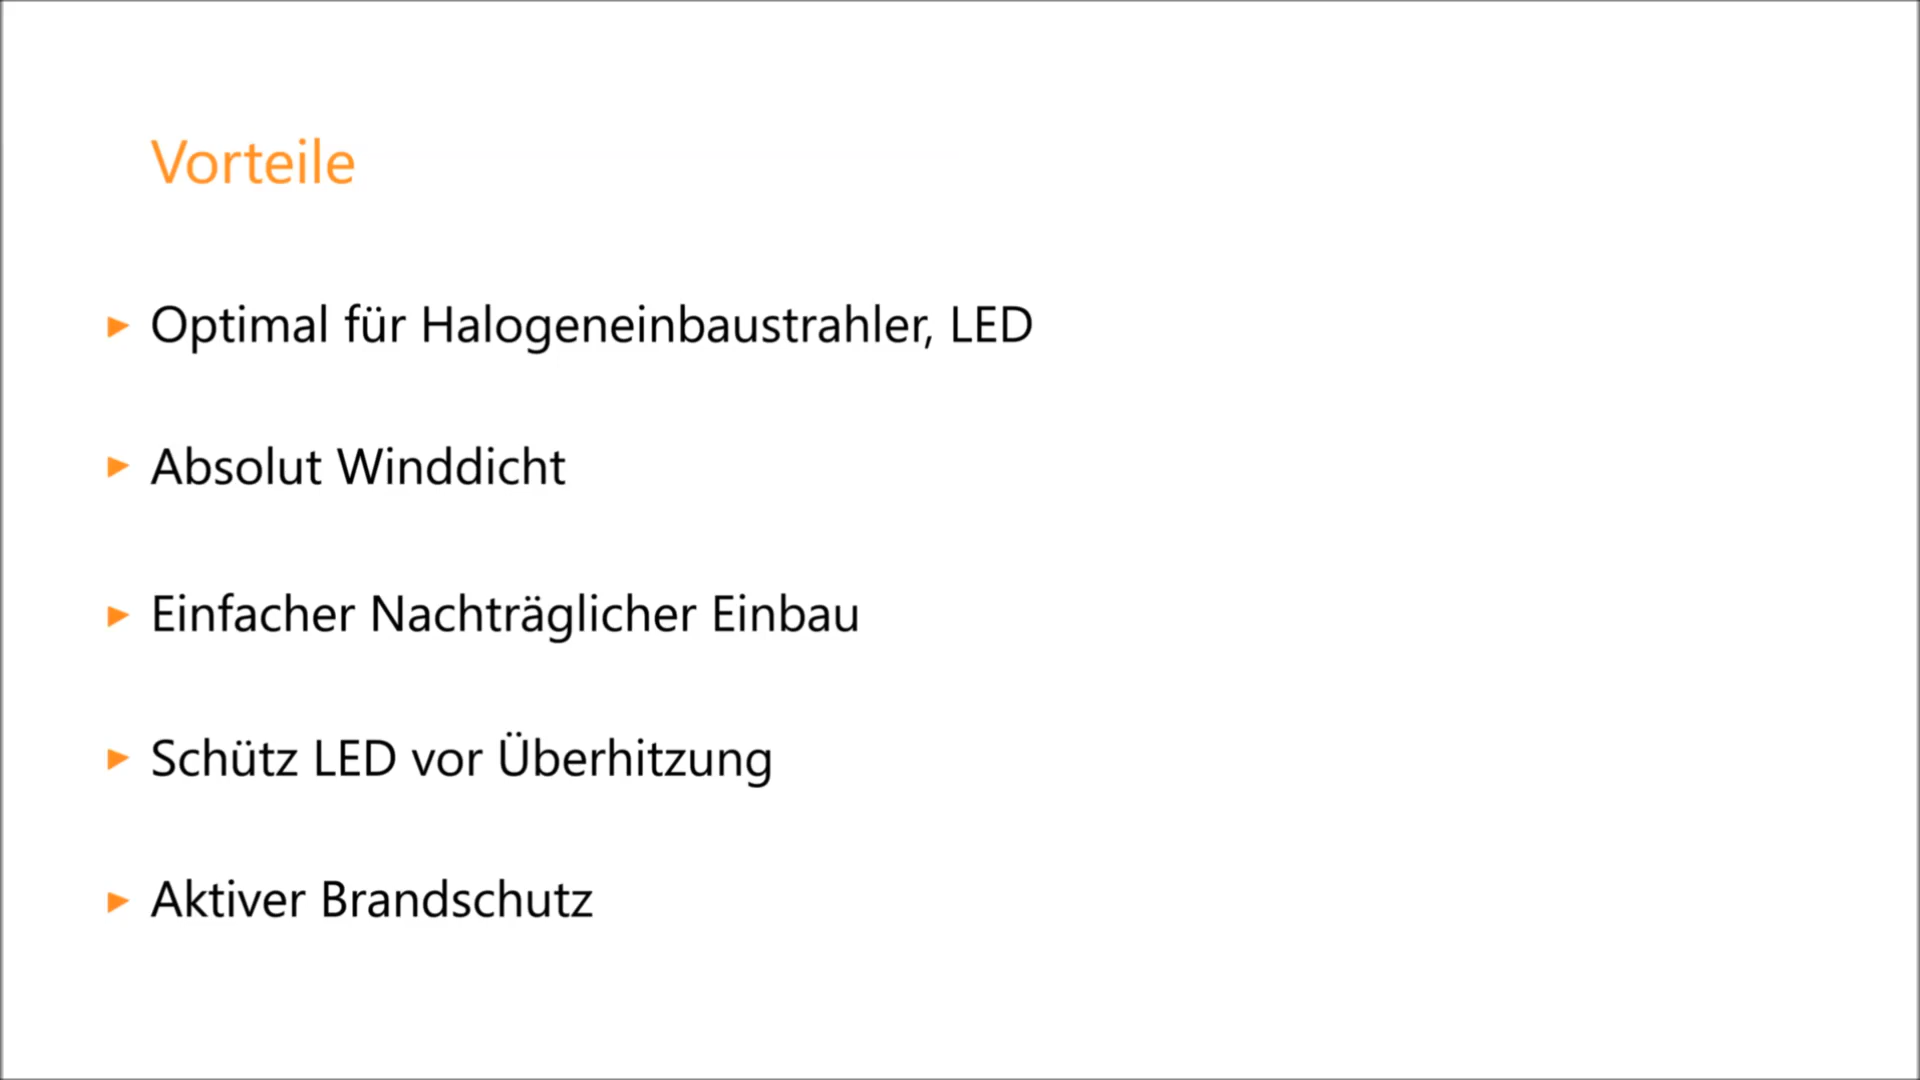 Vorteile
Optimal für Halogeneinbaustrahler, LED
Absolut Winddicht
Einfacher Nachträglicher Einbau
Schütz LED vor Überhitzung
Aktiver Brandschutz